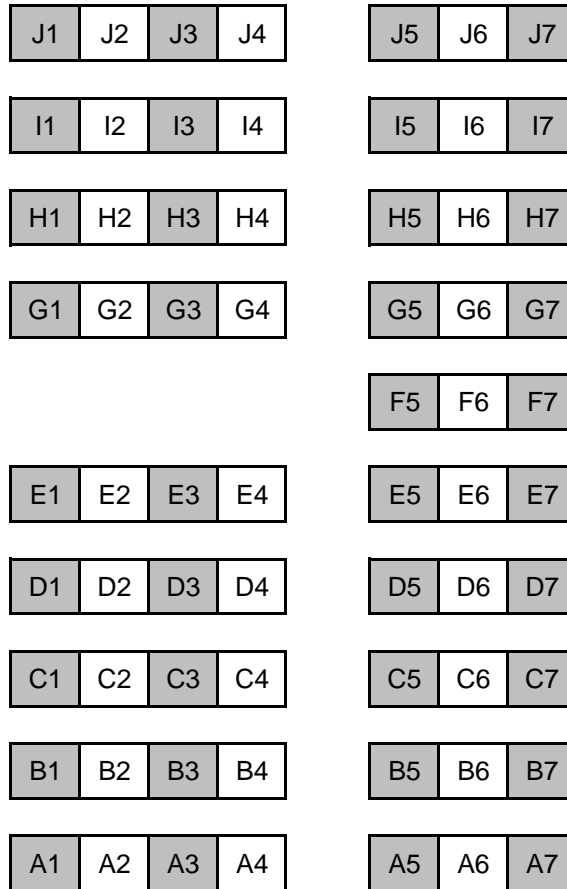 J1 J2 J3 J4 J5 J6 J7
I1 I2 I3 I4 I5 I6 I7
H1 H2 H3 H4 H5 H6 H7
G1 G2 G3 G4 G5 G6 G7
F5 F6 F7
E1 E2 E3 E4 E5 E6 E7
D1 D2 D3 D4 D5 D6 D7
C1 C2 C3 C4 C5 C6 C7
B1 B2 B3 B4 B5 B6 B7
A1 A2 A3 A4 A5 A6 A7